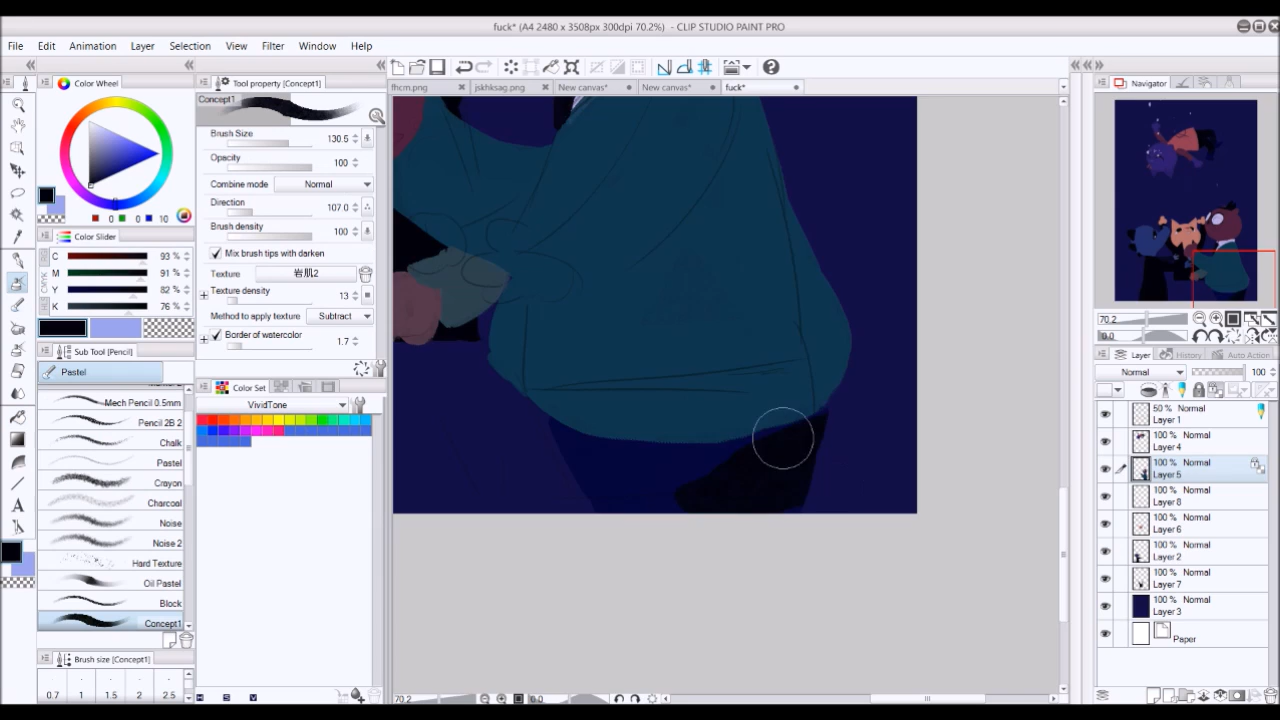 fuck* (A4 2480 x 3508px 300dpi 70.2%) - CLIP STUDIO PAINT PRO
File Edit Animation Layer Selection View Filter Window Help
Color Wheel
Tool property [Concept1]
fhcm.png jskhksag.png New canvas* New canvas* fuck*
Navigator
Concept1
Brush Size 130.5
Opacity 100
Combine mode Normal
Direction 107.0
Brush density 100
Mix brush tips with darken
Texture 岩肌2
Texture density 13
Method to apply texture Subtract
Border of watercolor 1.7
0 0 10
Color Slider
CMYK
C 93 %
M 91 %
Y 82 %
K 76 %
Sub Tool [Pencil]
Pastel
Mech Pencil 0.5mm
Pencil 2B 2
Chalk
Pastel
Crayon
Charcoal
Noise
Noise 2
Hard Texture
Oil Pastel
Block
Concept1
Brush size [Concept1]
0.7 1 1.5 2 2.5
Color Set
VividTone
H S V
70.2 0.0
70.2
0.0
Layer History Auto Action
Normal 100
50 % Normal
Layer 1
100 % Normal
Layer 4
100 % Normal
Layer 5
100 % Normal
Layer 8
100 % Normal
Layer 6
100 % Normal
Layer 2
100 % Normal
Layer 7
100 % Normal
Layer 3
Paper